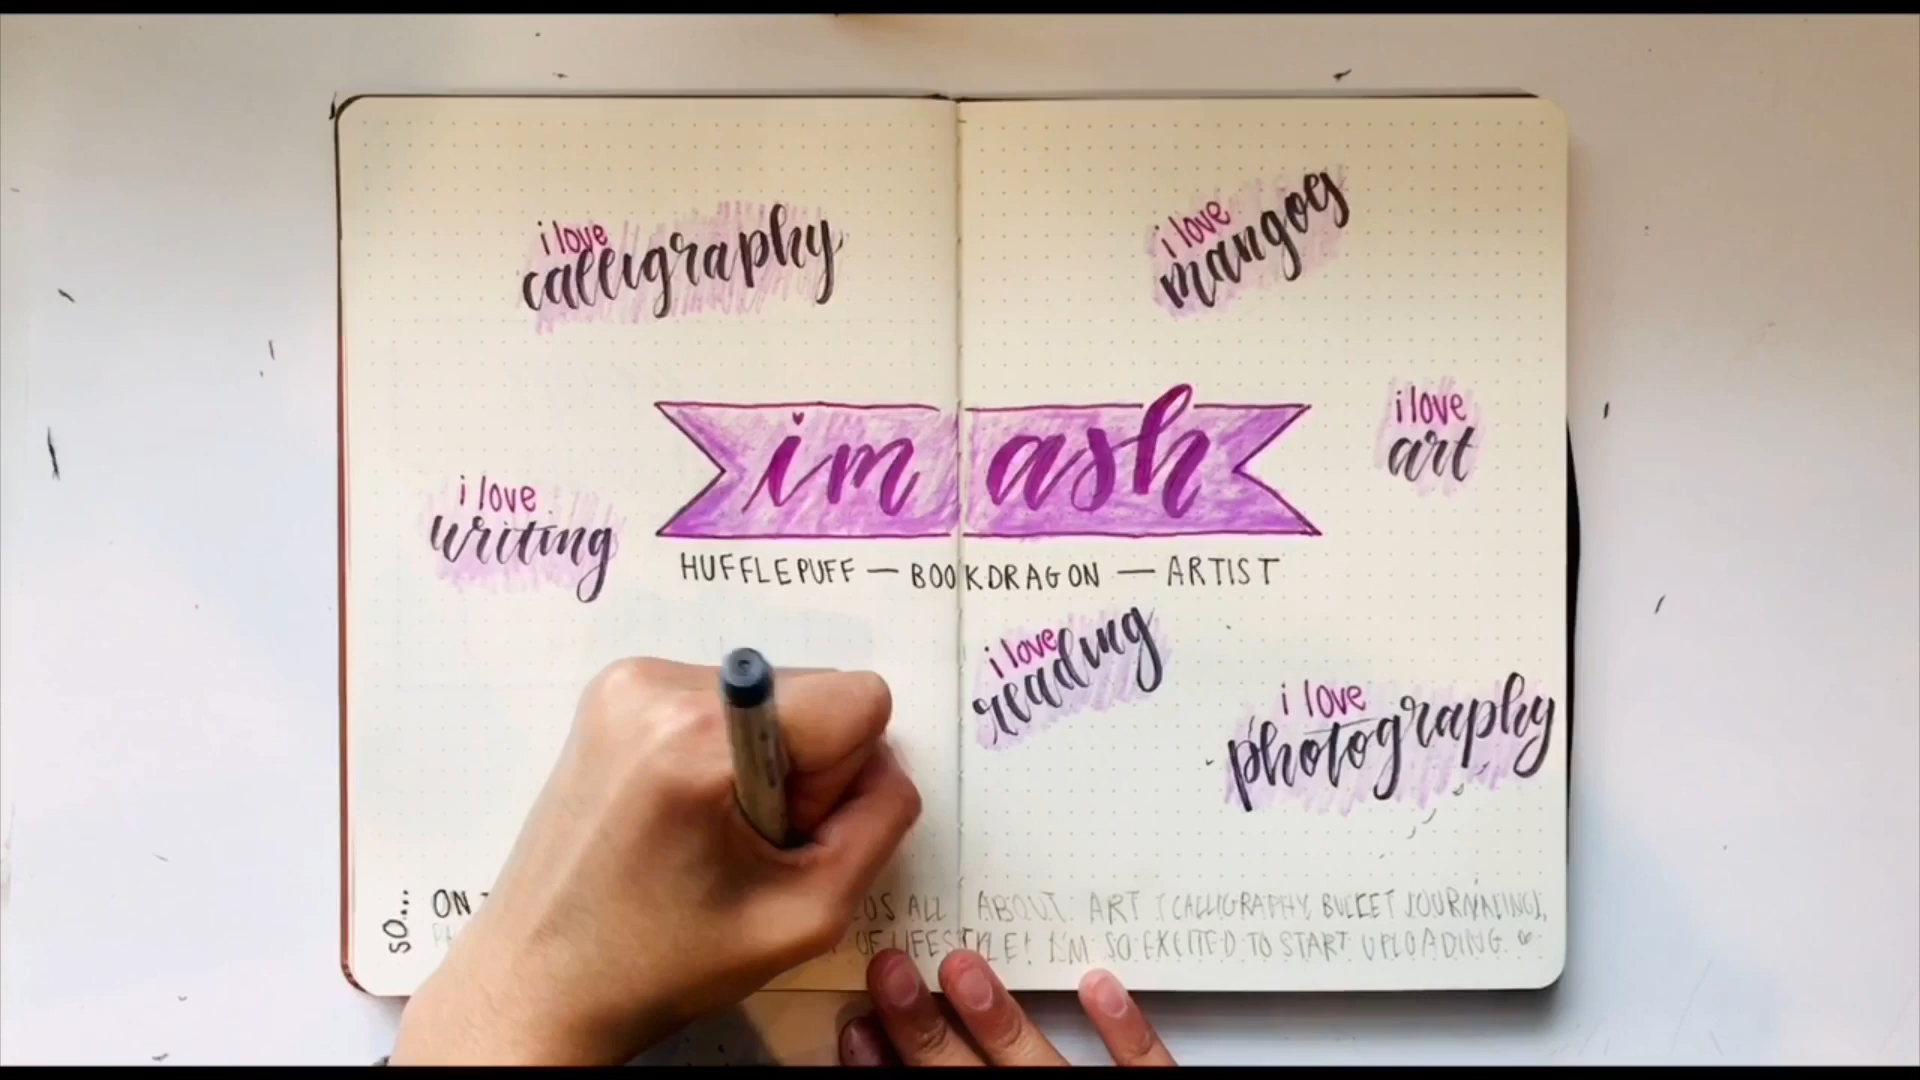 i love
calligraphy
i love
mangoes
im ash
i love
art
i love
writing
HUFFLEPUFF — BOOKDRAGON — ARTIST
i love
reading
i love
photography
SO...
ON ALL ABOUT ART (CALLIGRAPHY, BULLET JOURNALING),
OF LIFESTYLE! I'M SO EXCITED TO START UPLOADING.